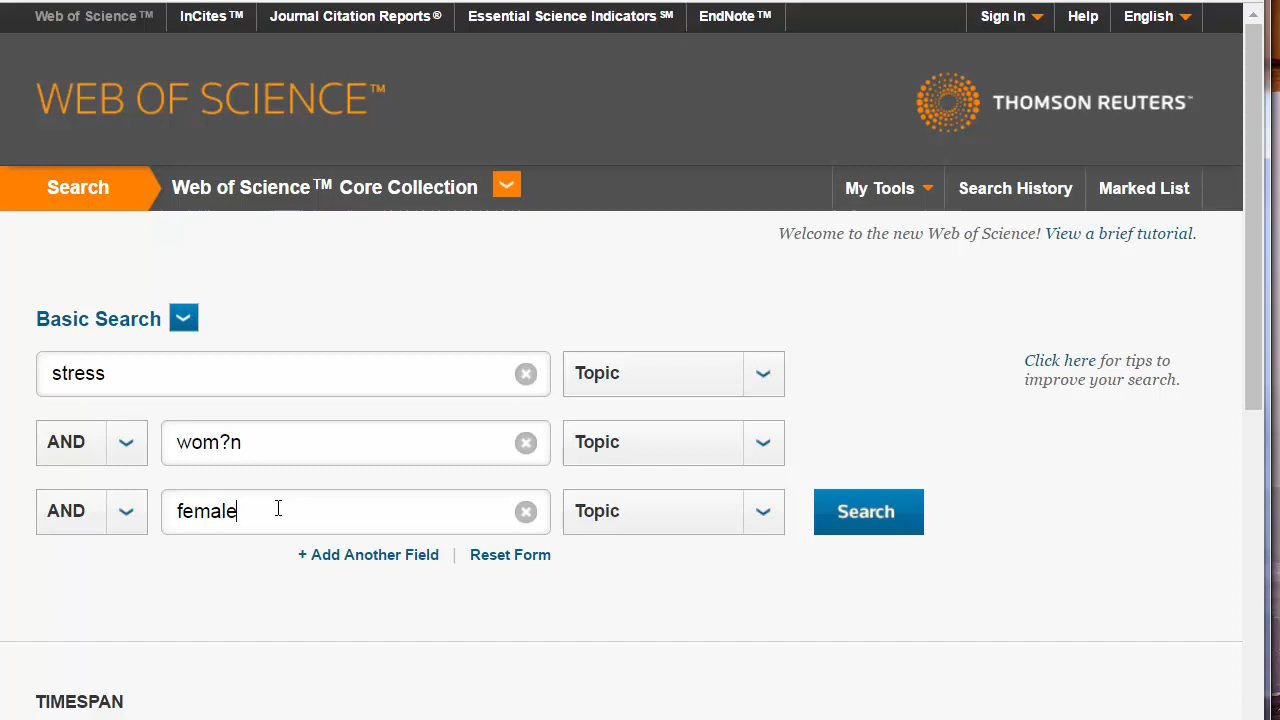 Web of Science™ InCites™ Journal Citation Reports® Essential Science Indicators ℠ EndNote™ Sign In Help English
WEB OF SCIENCE™
THOMSON REUTERS™
Search Web of Science™ Core Collection My Tools Search History Marked List
Welcome to the new Web of Science! View a brief tutorial.
Basic Search
stress Topic
Click here for tips to
improve your search.
AND wom?n Topic
AND female Topic Search
+ Add Another Field | Reset Form
TIMESPAN